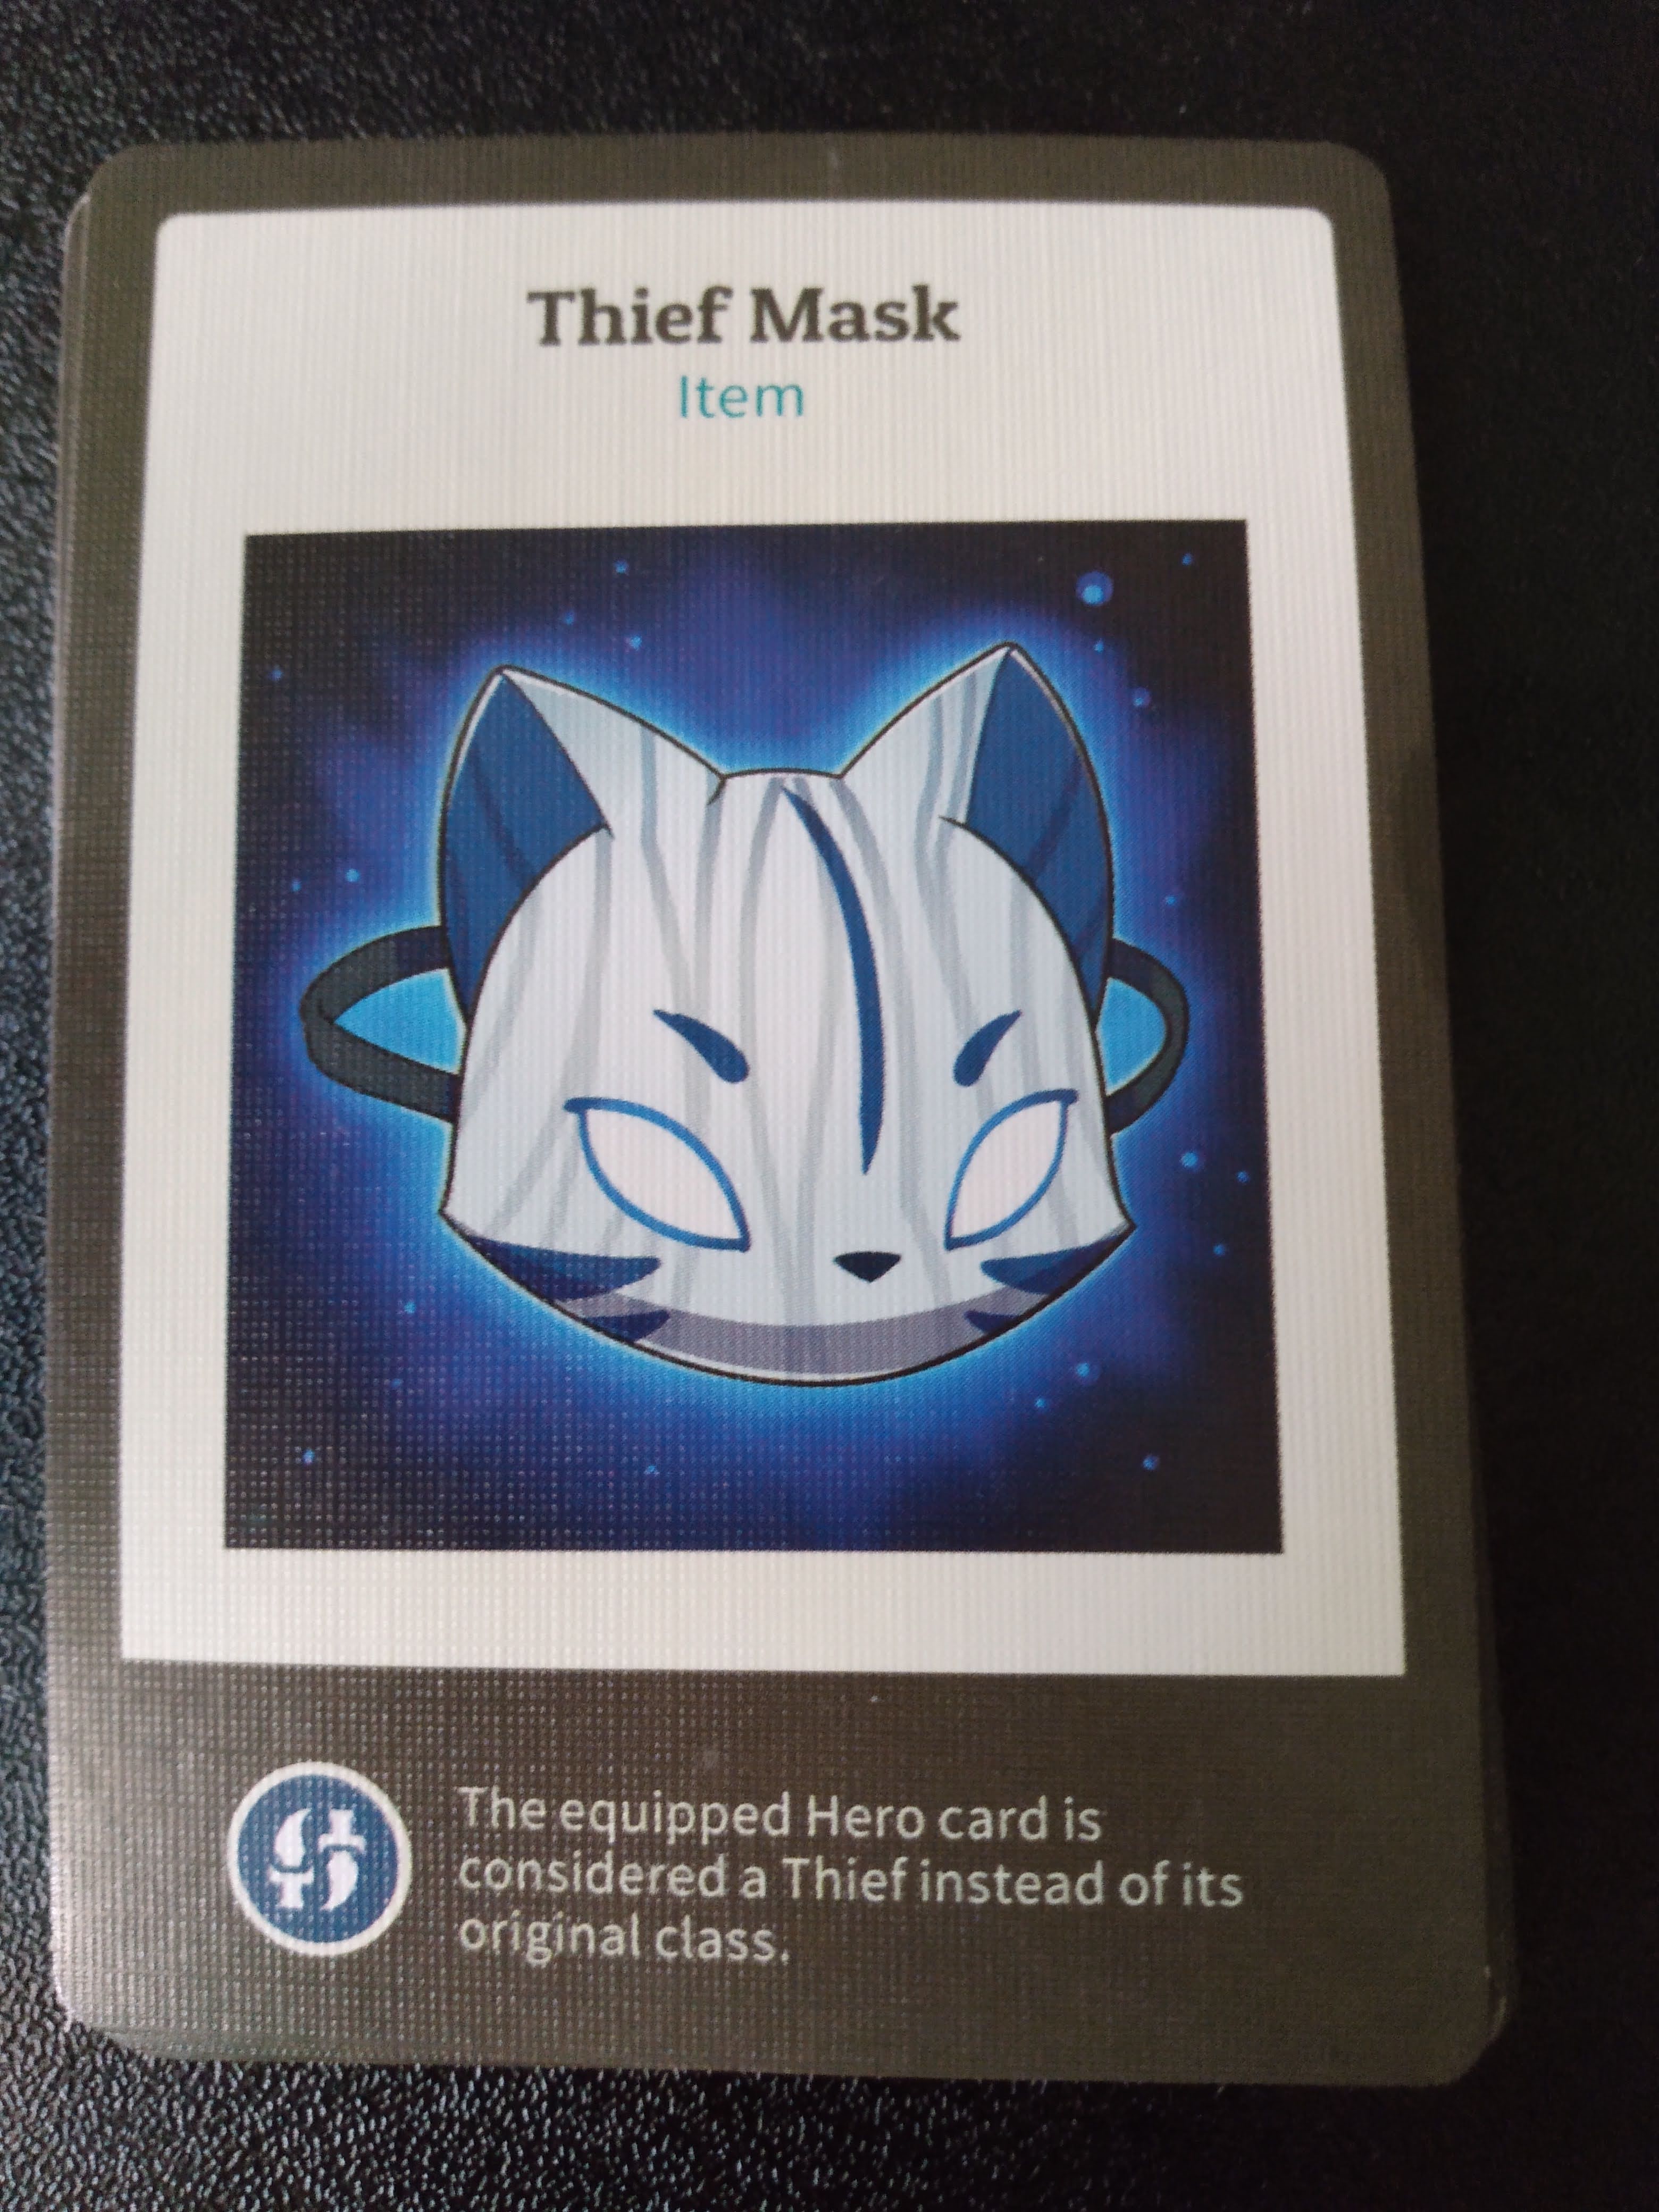 Thief Mask
Item
The equipped Hero card is
considered a Thief instead of its
original class.